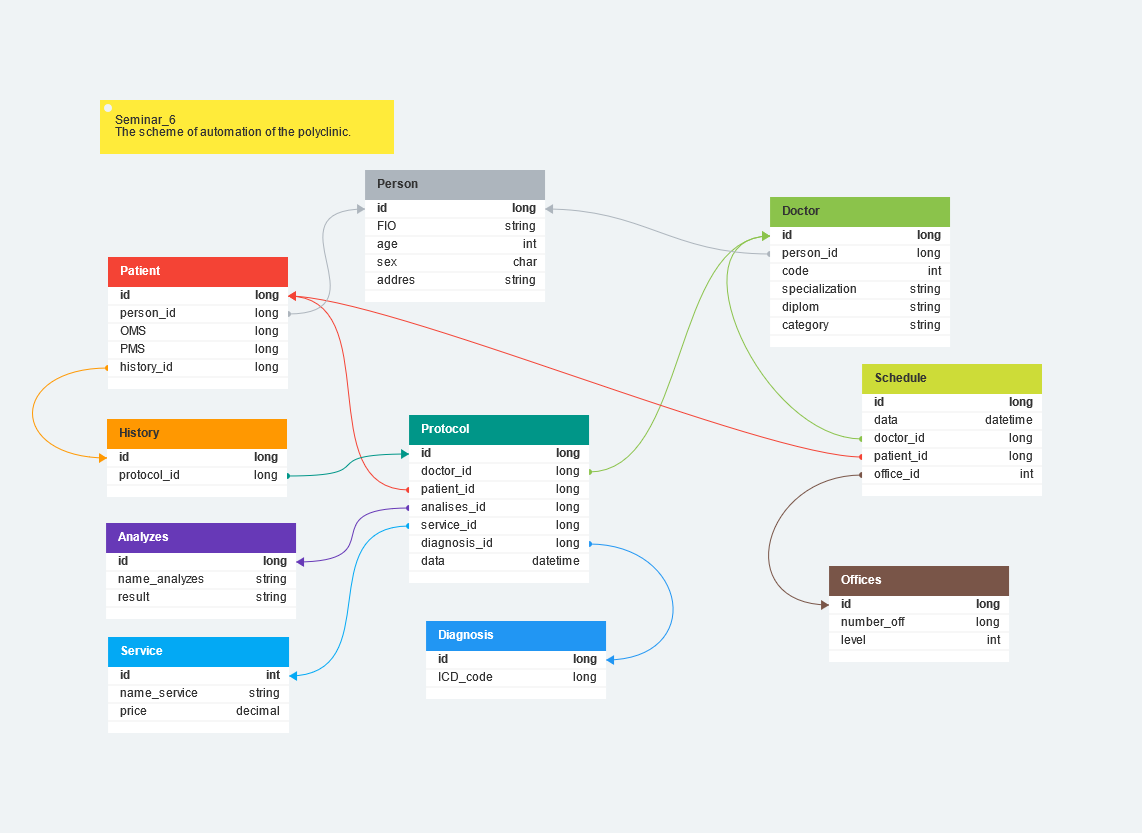 Seminar_6
The scheme of automation of the polyclinic.
Person
id long
FIO string
age int
sex char
addres string
Doctor
id long
person_id long
code int
specialization string
diplom string
category string
Patient
id long
person_id long
OMS long
PMS long
history_id long
Schedule
id long
data datetime
doctor_id long
patient_id long
office_id int
History
id long
protocol_id long
Protocol
id long
doctor_id long
patient_id long
analises_id long
service_id long
diagnosis_id long
data datetime
Analyzes
id long
name_analyzes string
result string
Offices
id long
number_off long
level int
Service
id int
name_service string
price decimal
Diagnosis
id long
ICD_code long